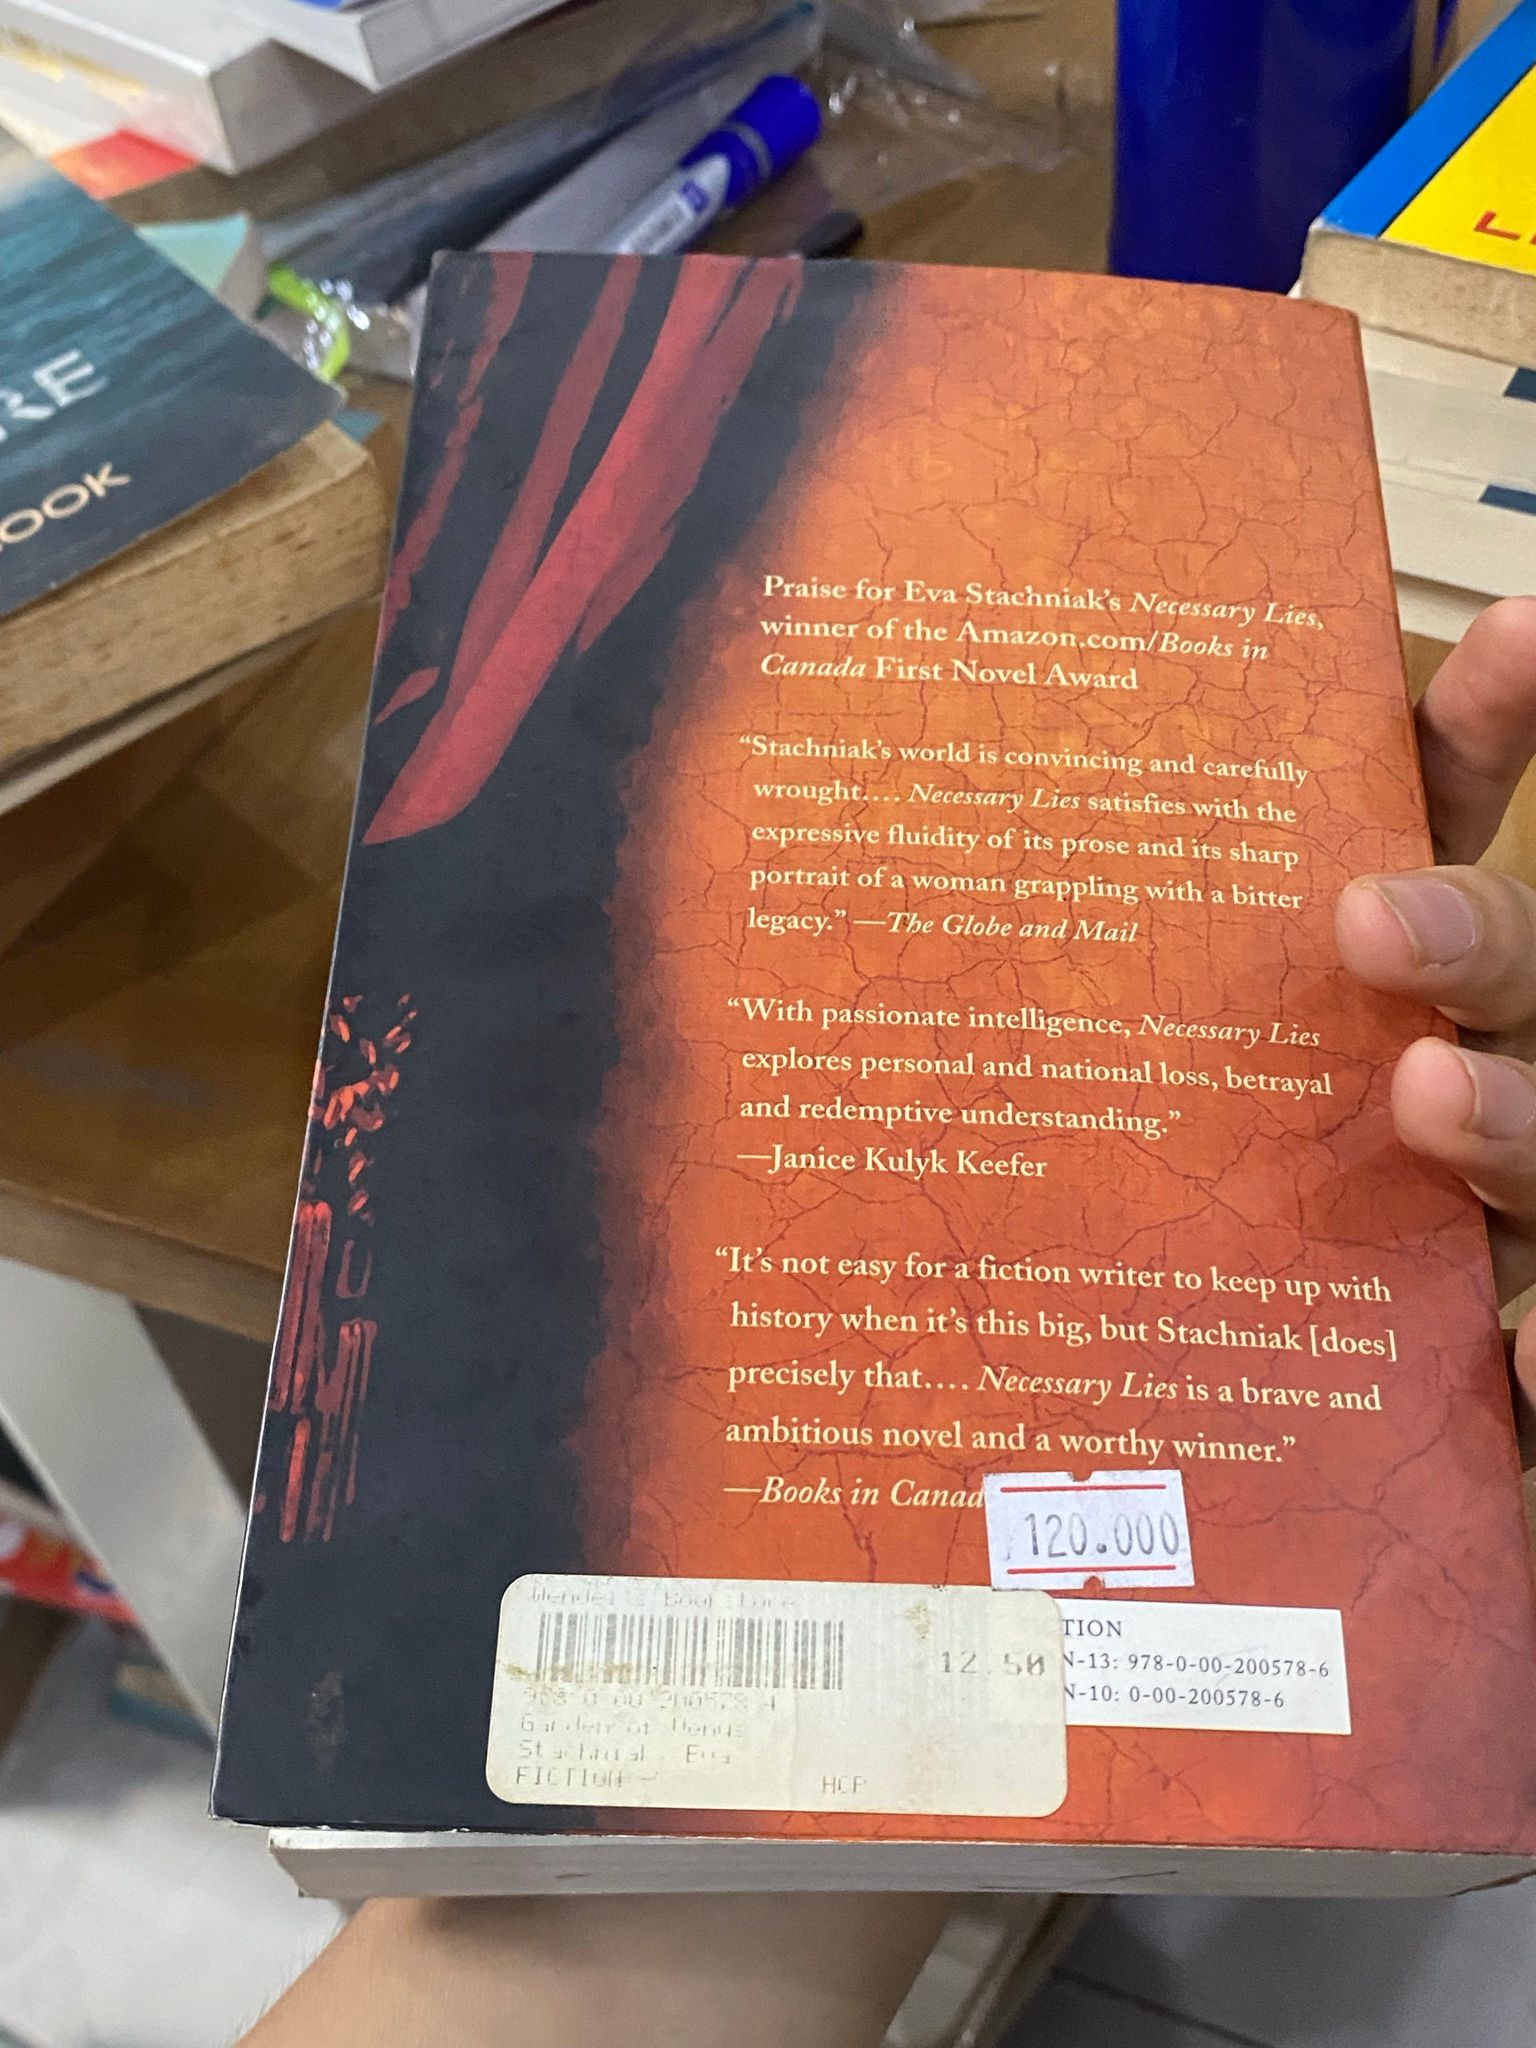 RE
OOK
Praise for Eva Stachniak's Necessary Lies,
winner of the Amazon.com/Books in
Canada First Novel Award
“Stachniak's world is convincing and carefully
wrought.... Necessary Lies satisfies with the
expressive fluidity of its prose and its sharp
portrait of a woman grappling with a bitter
legacy.” —The Globe and Mail
“With passionate intelligence, Necessary Lies
explores personal and national loss, betrayal
and redemptive understanding.”
—Janice Kulyk Keefer
“It's not easy for a fiction writer to keep up with
history when it's this big, but Stachniak [does]
precisely that.... Necessary Lies is a brave and
ambitious novel and a worthy winner.”
—Books in Canad
120.000
12.50
Garden of Venus
Stachniak, Eva
FICTION - HCP
TION
N-13: 978-0-00-200578-6
N-10: 0-00-200578-6